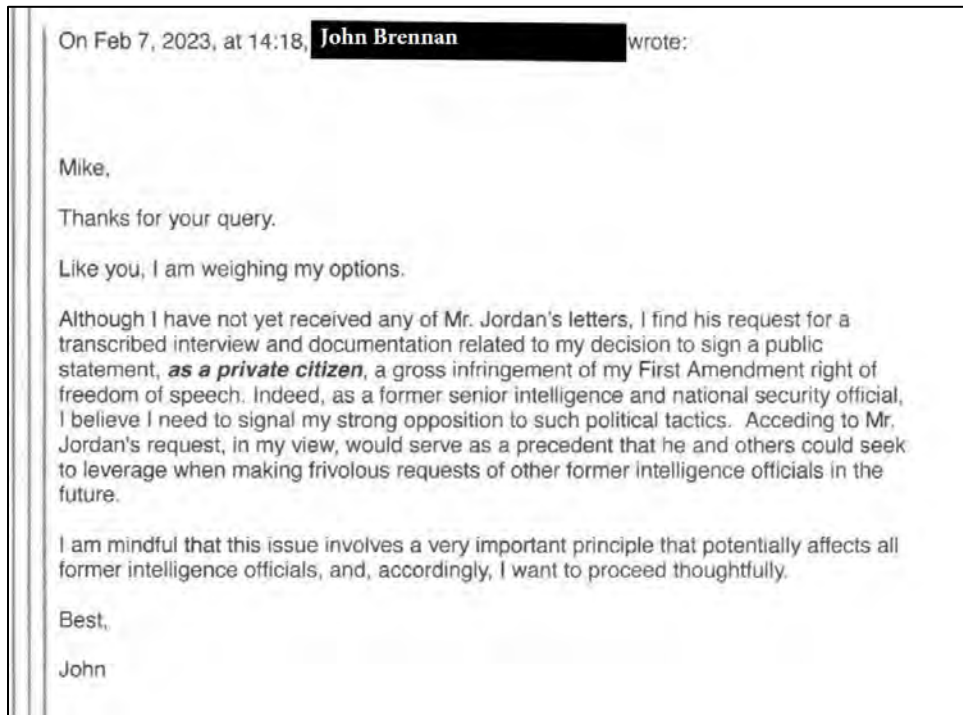 On Feb 7, 2023, at 14:18, John Brennan wrote:
Mike,
Thanks for your query.
Like you, I am weighing my options.
Although I have not yet received any of Mr. Jordan's letters, I find his request for a
transcribed interview and documentation related to my decision to sign a public
statement, as a private citizen, a gross infringement of my First Amendment right of
freedom of speech. Indeed, as a former senior intelligence and national security official,
I believe I need to signal my strong opposition to such political tactics. Acceding to Mr.
Jordan's request, in my view, would serve as a precedent that he and others could seek
to leverage when making frivolous requests of other former intelligence officials in the
future.
I am mindful that this issue involves a very important principle that potentially affects all
former intelligence officials, and, accordingly, I want to proceed thoughtfully.
Best,
John